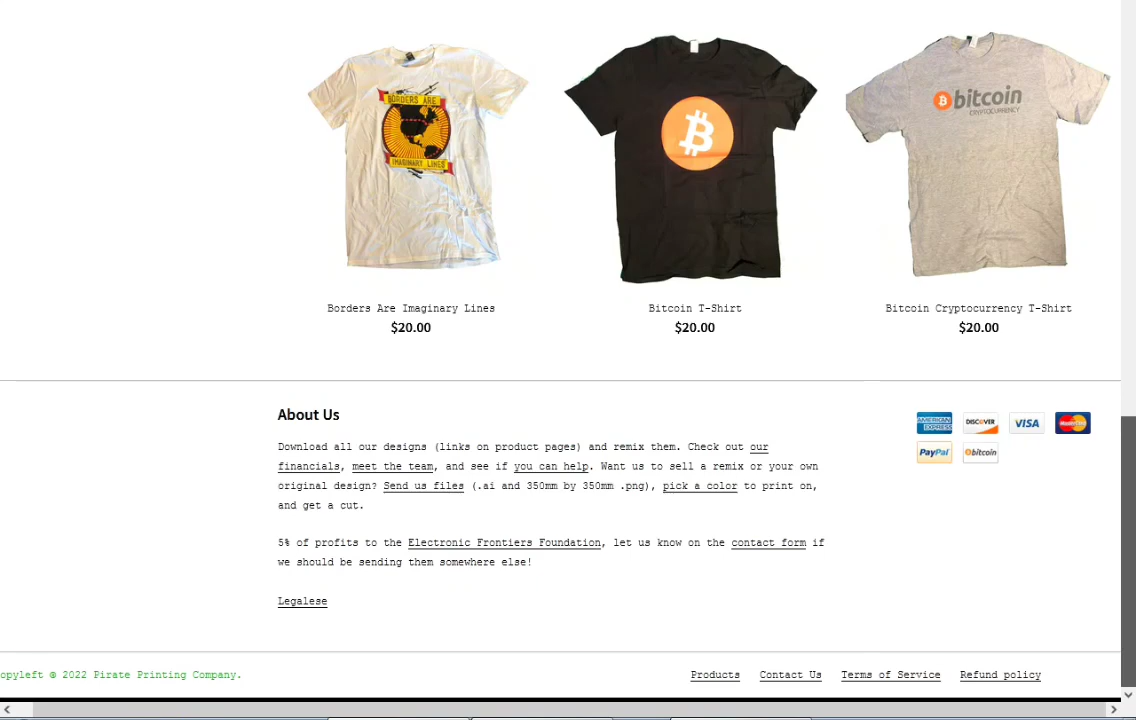 BORDERS ARE
IMAGINARY LINES
bitcoin
CRYPTOCURRENCY
Borders Are Imaginary Lines
$20.00
Bitcoin T-Shirt
$20.00
Bitcoin Cryptocurrency T-Shirt
$20.00
About Us
Download all our designs (links on product pages) and remix them. Check out our
financials, meet the team, and see if you can help. Want us to sell a remix or your own
original design? Send us files (.ai and 350mm by 350mm .png), pick a color to print on,
and get a cut.
5% of profits to the Electronic Frontiers Foundation, let us know on the contact form if
we should be sending them somewhere else!
Legalese
AMERICAN EXPRESS
DISCOVER
VISA
MasterCard
PayPal
bitcoin
opyleft © 2022 Pirate Printing Company.
Products
Contact Us
Terms of Service
Refund policy